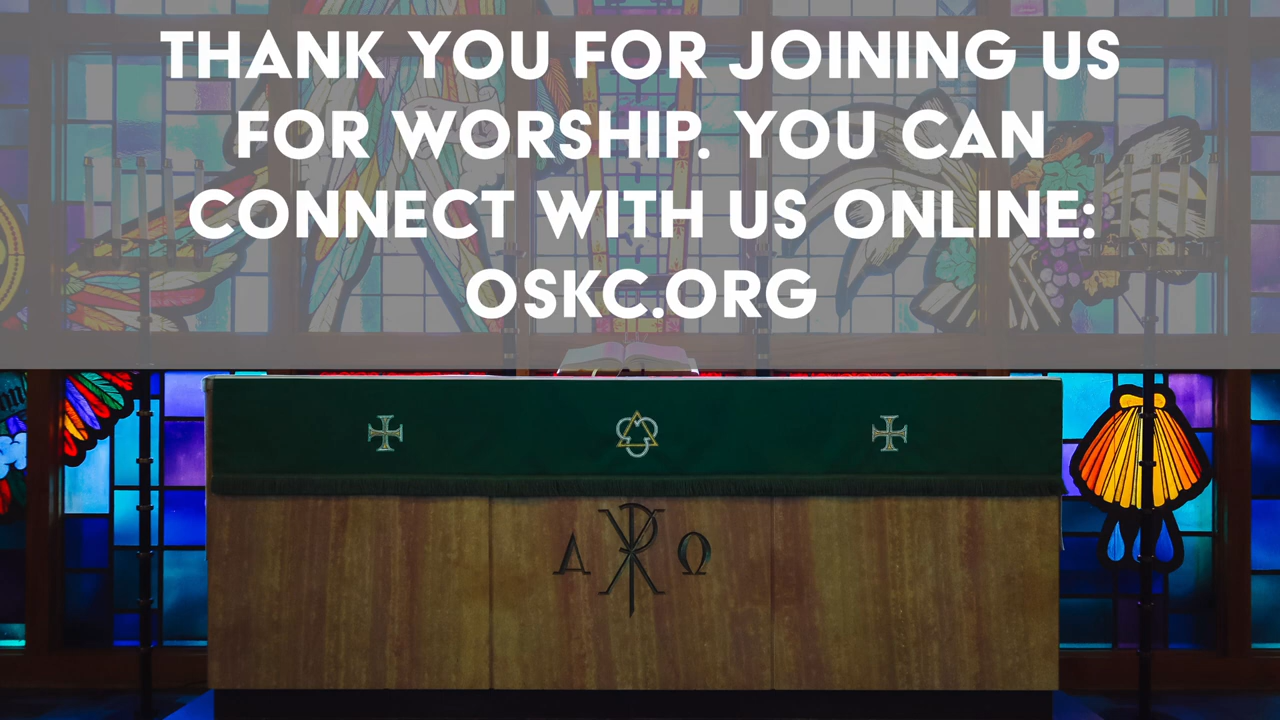 THANK YOU FOR JOINING US
FOR WORSHIP. YOU CAN
CONNECT WITH US ONLINE:
OSKC.ORG
Α ☧ Ω